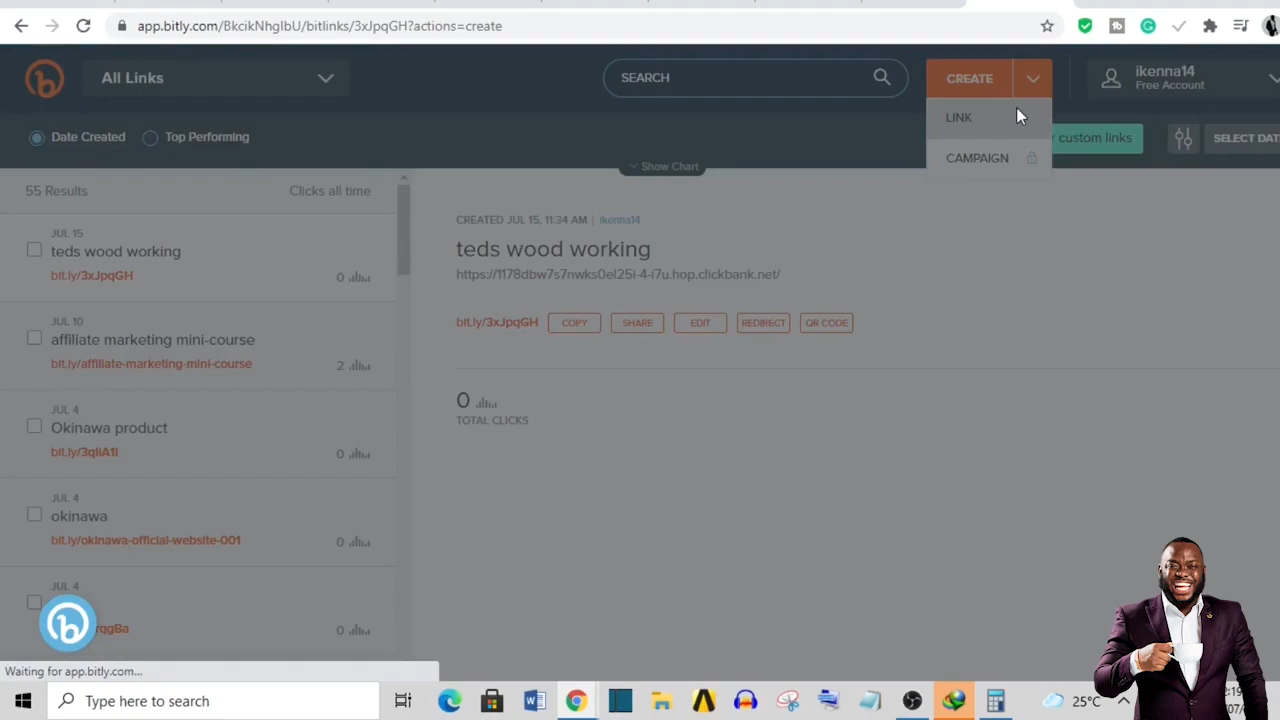 app.bitly.com/BkcikNhgIbU/bitlinks/3xJpqGH?actions=create
All Links
SEARCH
CREATE
ikenna14
Free Account
LINK
CAMPAIGN
Date Created
Top Performing
custom links
SELECT DAT
Show Chart
55 Results
Clicks all time
JUL 15
teds wood working
bit.ly/3xJpqGH
0
JUL 10
affiliate marketing mini-course
bit.ly/affiliate-marketing-mini-course
2
JUL 4
Okinawa product
0
JUL 4
okinawa
bit.ly/okinawa-official-website-001
0
JUL 4
rqgBa
0
CREATED JUL 15, 11:34 AM | ikenna14
teds wood working
https://1178dbw7s7nwks0el25i-4-i7u.hop.clickbank.net/
bit.ly/3xJpqGH
COPY
SHARE
EDIT
REDIRECT
QR CODE
0
TOTAL CLICKS
Waiting for app.bitly.com...
Type here to search
25°C